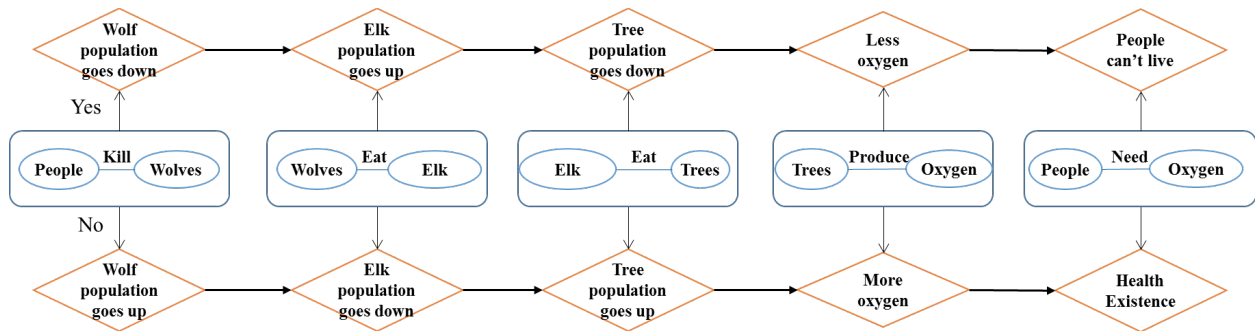 Wolf
population
goes down
Elk
population
goes up
Tree
population
goes down
Less
oxygen
People
can't live
Yes
People
Kill
Wolves
Wolves
Eat
Elk
Elk
Eat
Trees
Trees
Produce
Oxygen
People
Need
Oxygen
No
Wolf
population
goes up
Elk
population
goes down
Tree
population
goes up
More
oxygen
Health
Existence